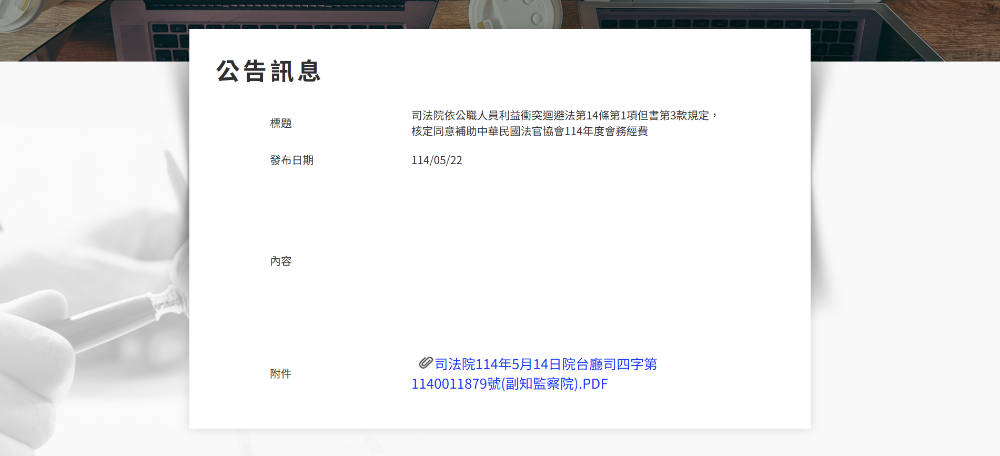 公告訊息
標題
司法院依公職人員利益衝突迴避法第14條第1項但書第3款規定，
核定同意補助中華民國法官協會114年度會務經費
發布日期
114/05/22
內容
附件
司法院114年5月14日院台廳司四字第
1140011879號(副知監察院).PDF